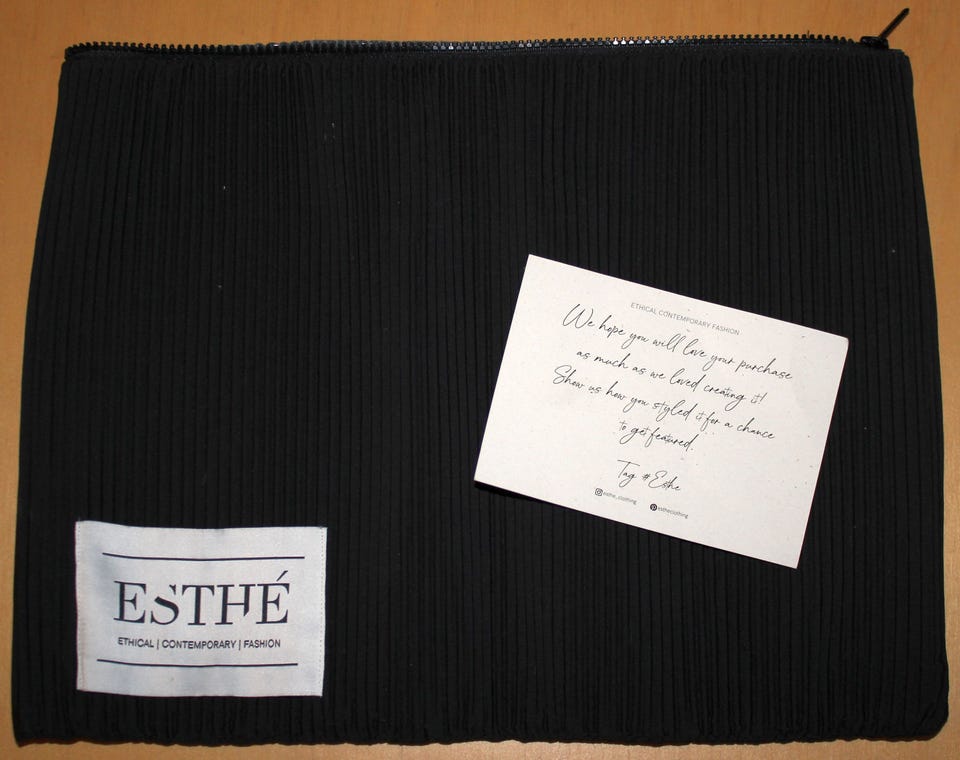 ETHICAL CONTEMPORARY FASHION
We hope you will love your purchase
as much as we loved creating it!
Show us how you styled it for a chance
to get featured.
Tag #Esthe
esthe_clothing
estheclothing
ESTHÉ
ETHICAL | CONTEMPORARY | FASHION